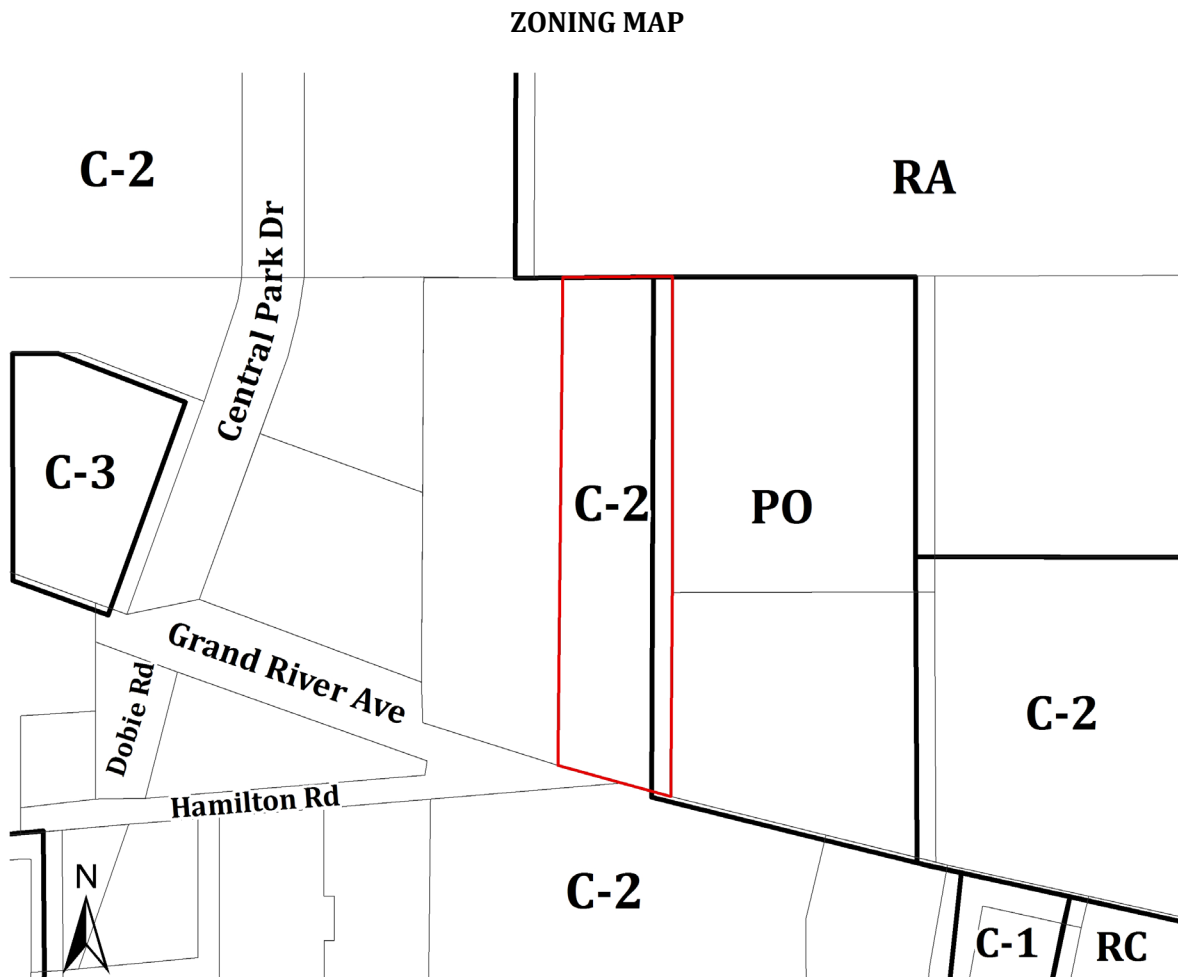 ZONING MAP
C-2
RA
Central Park Dr
C-3
C-2
PO
Grand River Ave
Dobie Rd
C-2
Hamilton Rd
N
C-2
C-1
RC